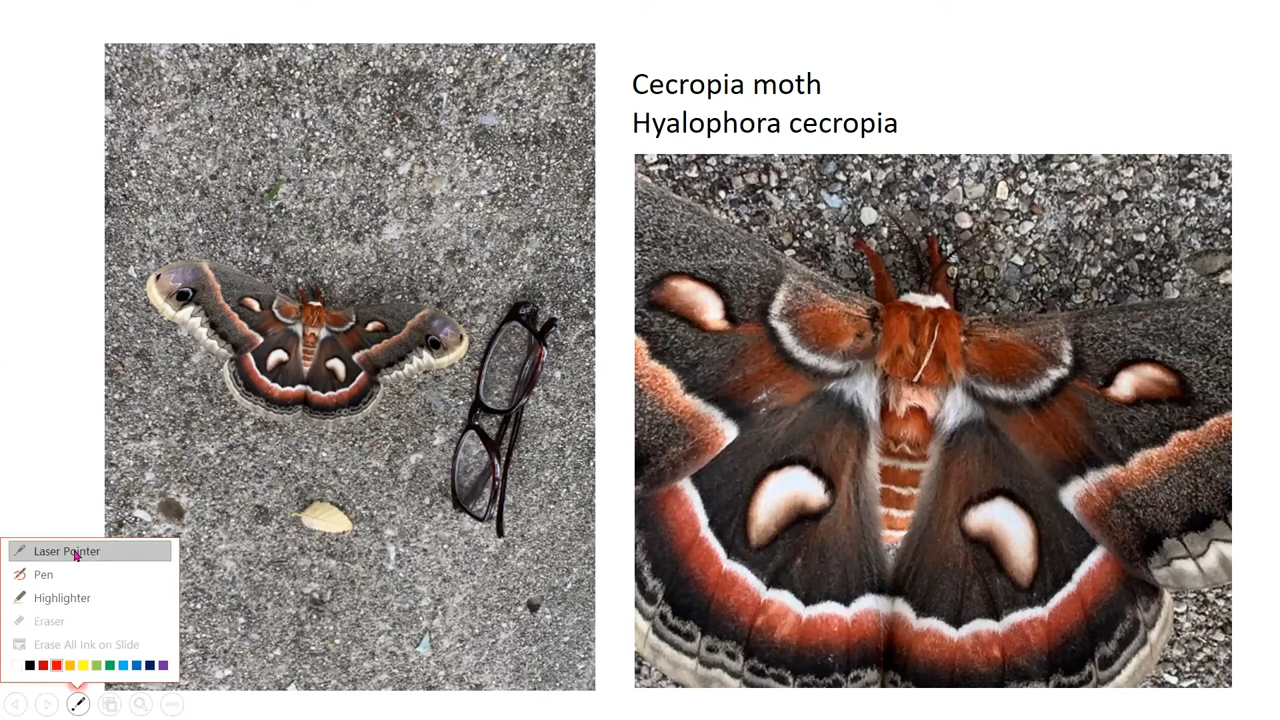 Cecropia moth
Hyalophora cecropia
Laser Pointer
Pen
Highlighter
Eraser
Erase All Ink on Slide